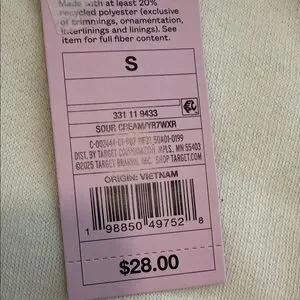 Made with at least 20%
recycled polyester (exclusive
of trimmings, ornamentation,
interlinings and linings). See
item for full fiber content.
S
331 11 9433
SOUR CREAM/YR7WXR
DIST. BY TARGET CORPORATION MPLS., MN 55403
©2025 TARGET BRANDS, INC. SHOP TARGET.COM
ORIGIN: VIETNAM
1 98850 49752 8
$28.00